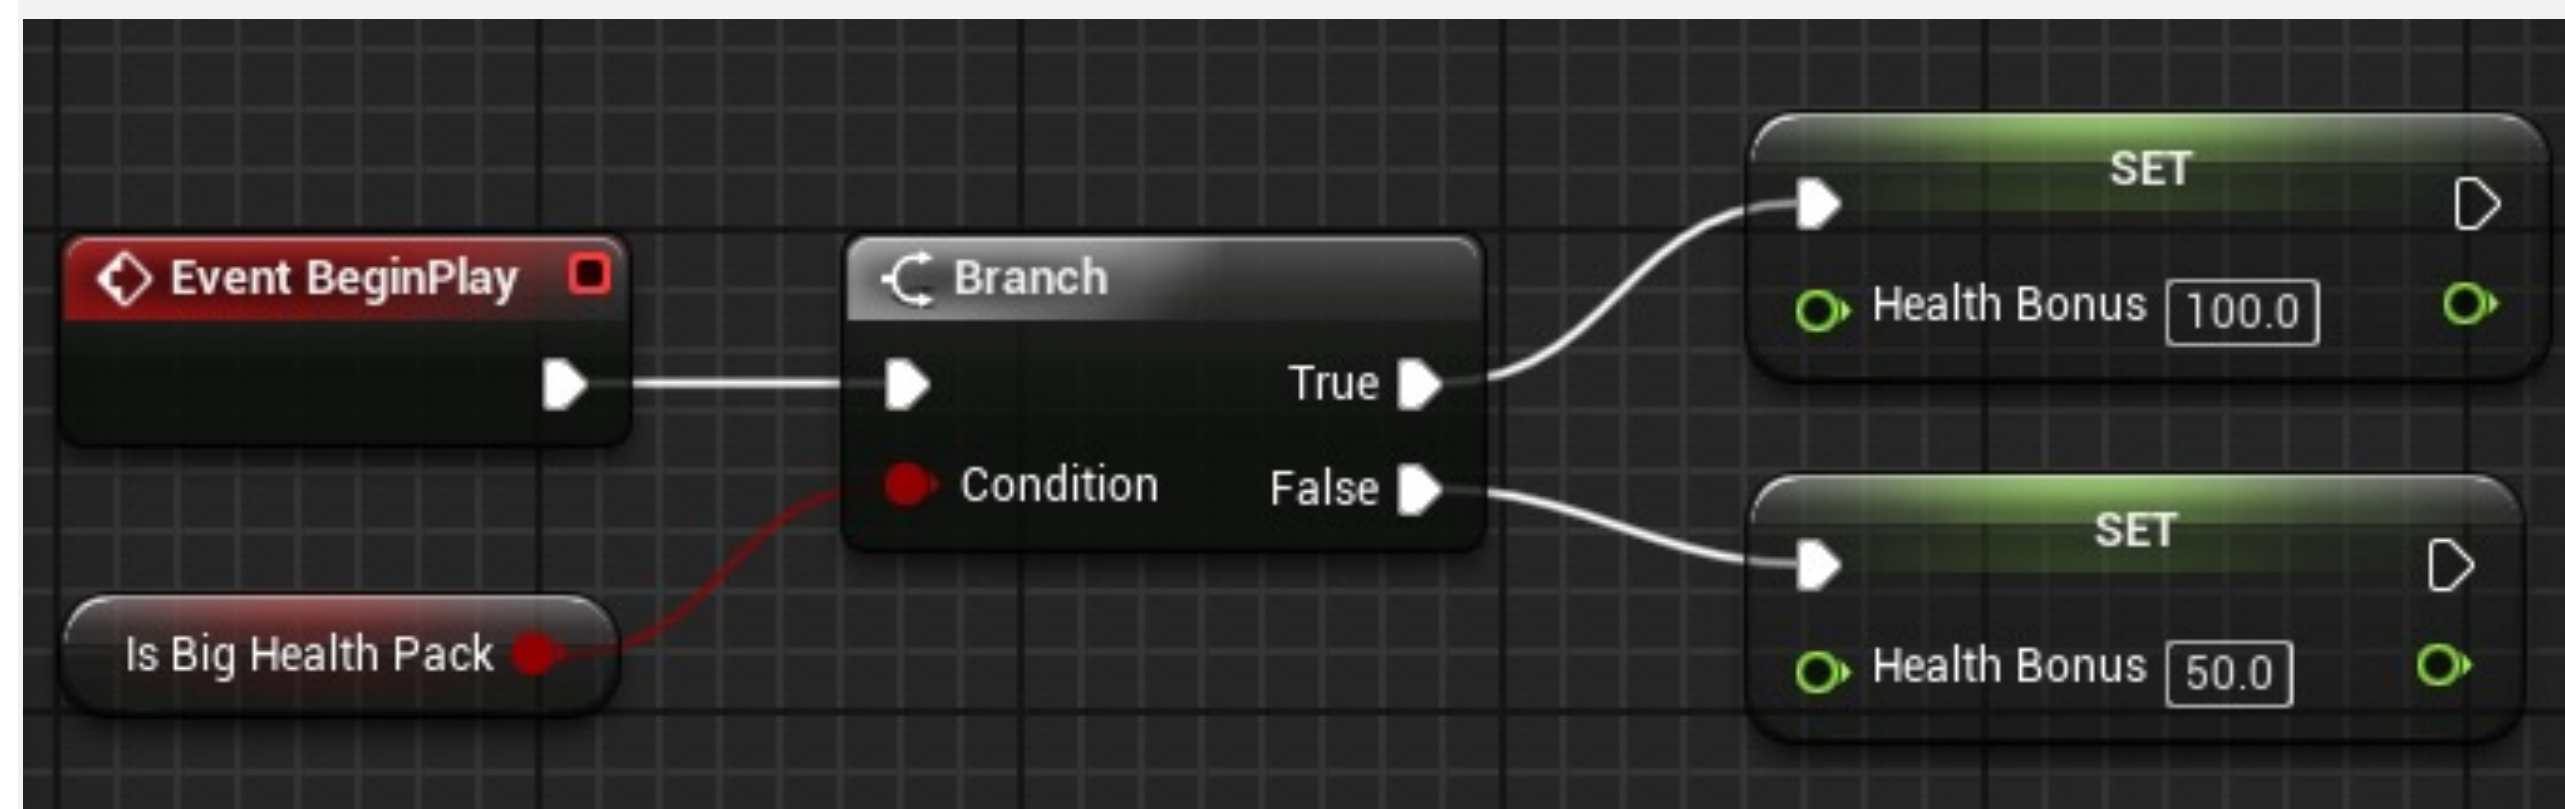 Event BeginPlay
Is Big Health Pack
Branch
True
Condition
False
SET
Health Bonus 100.0
SET
Health Bonus 50.0